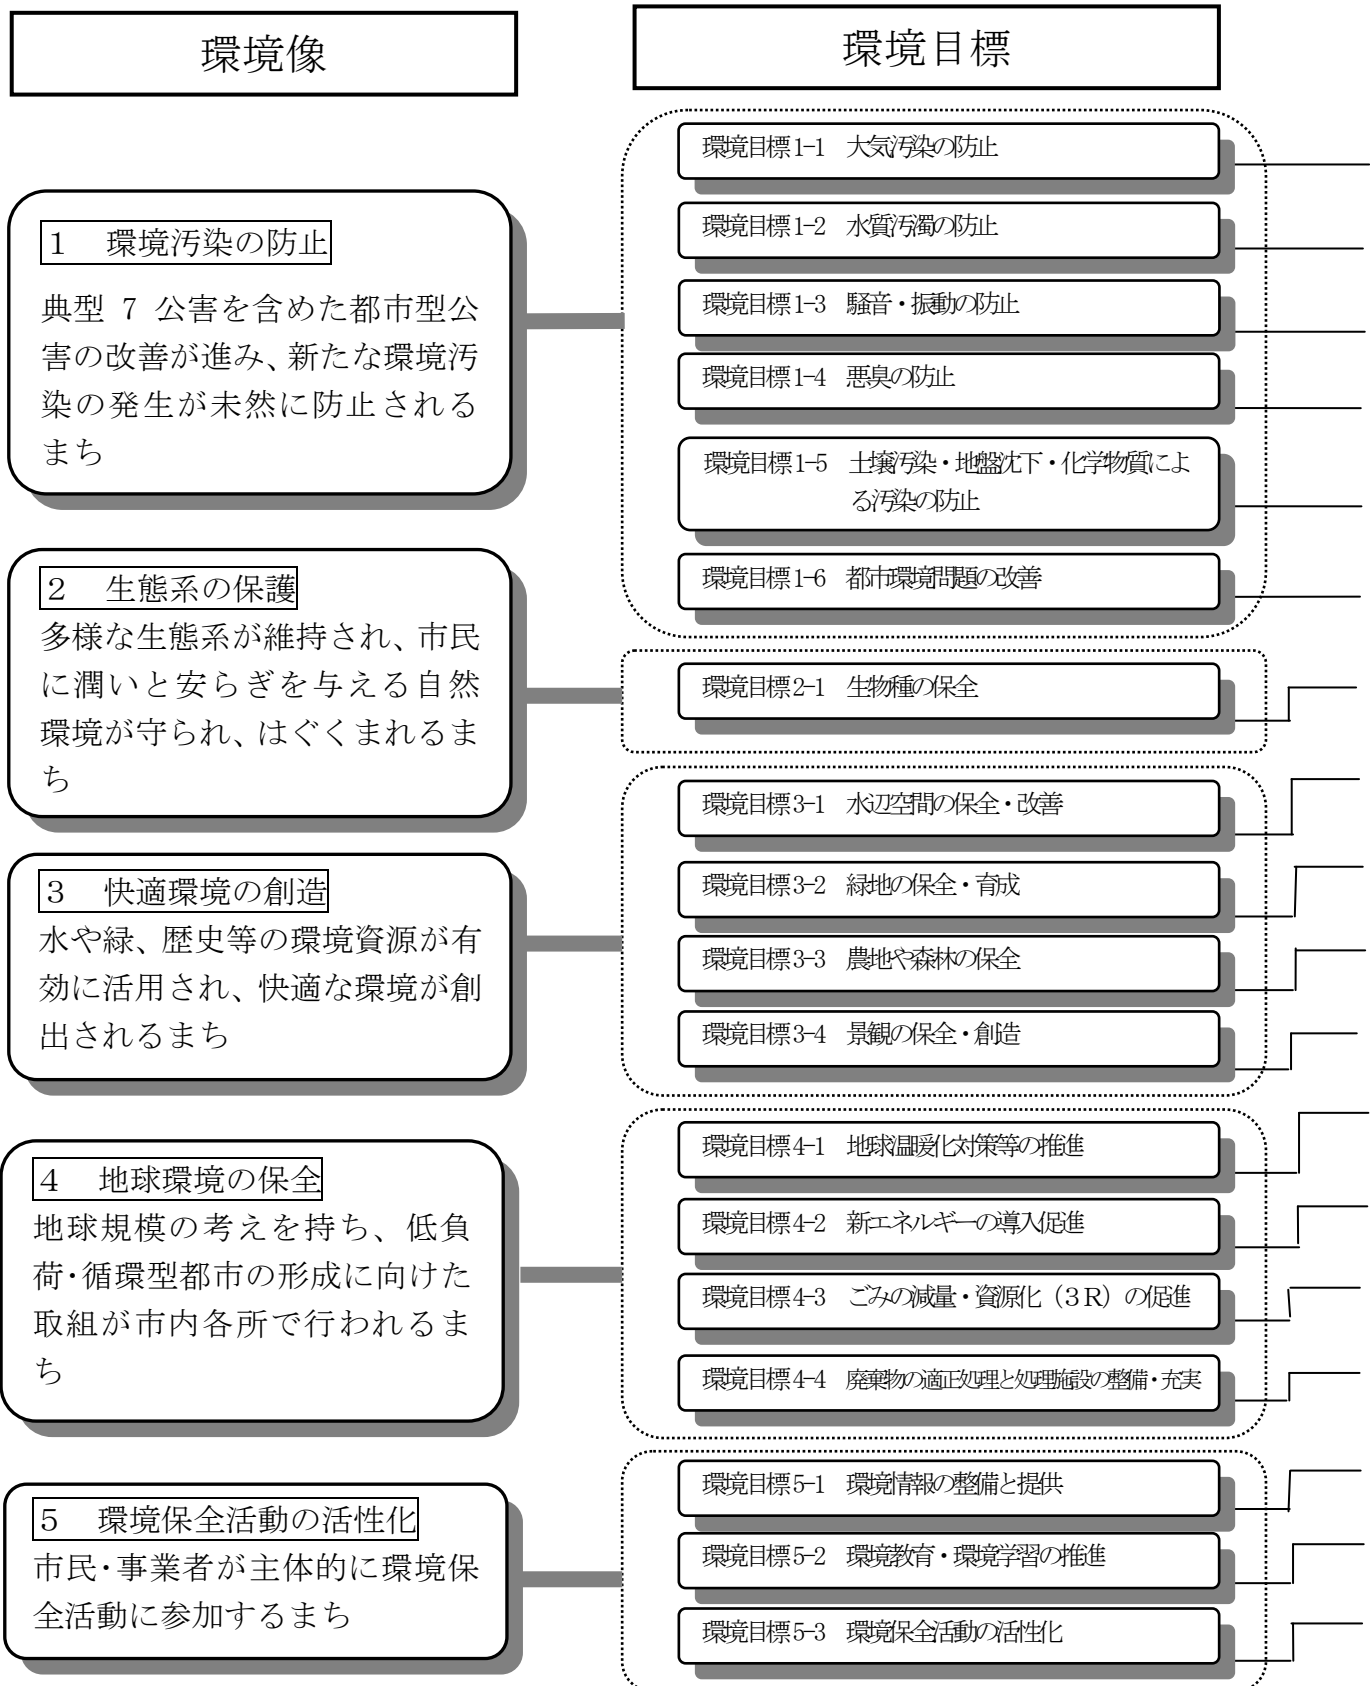 環境像
環境目標
1　環境汚染の防止
典型 7 公害を含めた都市型公
害の改善が進み、新たな環境汚
染の発生が未然に防止される
まち
環境目標1-1　大気汚染の防止
環境目標1-2　水質汚濁の防止
環境目標1-3　騒音・振動の防止
環境目標1-4　悪臭の防止
環境目標1-5　土壌汚染・地盤沈下・化学物質によ
る汚染の防止
環境目標1-6　都市環境問題の改善
2　生態系の保護
多様な生態系が維持され、市民
に潤いと安らぎを与える自然
環境が守られ、はぐくまれるま
ち
環境目標2-1　生物種の保全
3　快適環境の創造
水や緑、歴史等の環境資源が有
効に活用され、快適な環境が創
出されるまち
環境目標3-1　水辺空間の保全・改善
環境目標3-2　緑地の保全・育成
環境目標3-3　農地や森林の保全
環境目標3-4　景観の保全・創造
4　地球環境の保全
地球規模の考えを持ち、低負
荷・循環型都市の形成に向けた
取組が市内各所で行われるま
ち
環境目標4-1　地球温暖化対策等の推進
環境目標4-2　新エネルギーの導入促進
環境目標4-3　ごみの減量・資源化（３Ｒ）の促進
環境目標4-4　廃棄物の適正処理と処理施設の整備・充実
5　環境保全活動の活性化
市民・事業者が主体的に環境保
全活動に参加するまち
環境目標5-1　環境情報の整備と提供
環境目標5-2　環境教育・環境学習の推進
環境目標5-3　環境保全活動の活性化